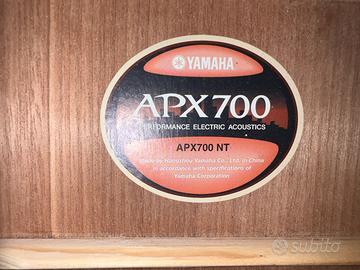 YAMAHA
APX700
PERFORMANCE ELECTRIC ACOUSTICS
APX700 NT
Made by Hangzhou Yamaha Co., Ltd. in China
in accordance with specifications of
Yamaha Corporation
subito